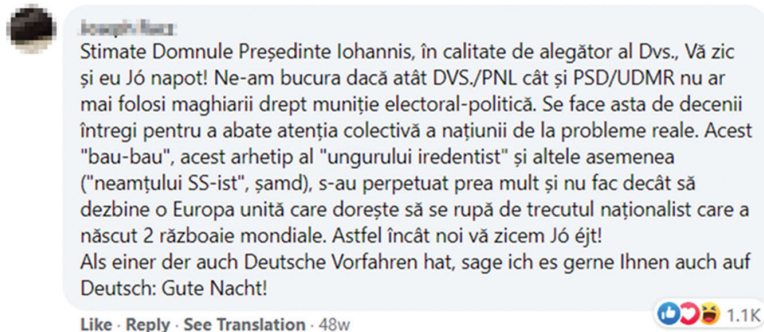 Stimate Domnule Președinte Iohannis, în calitate de alegător al Dvs., Vă zic
și eu Jó napot! Ne-am bucura dacă atât DVS./PNL cât și PSD/UDMR nu ar
mai folosi maghiarii drept muniție electoral-politică. Se face asta de decenii
întregi pentru a abate atenția colectivă a națiunii de la probleme reale. Acest
"bau-bau", acest arhetip al "ungurului iredentist" și altele asemenea
("neamțului SS-ist", șamd), s-au perpetuat prea mult și nu fac decât să
dezbine o Europa unită care dorește să se rupă de trecutul naționalist care a
născut 2 războaie mondiale. Astfel încât noi vă zicem Jó éjt!
Als einer der auch Deutsche Vorfahren hat, sage ich es gerne Ihnen auch auf
Deutsch: Gute Nacht!
1.1K
Like · Reply · See Translation · 48w